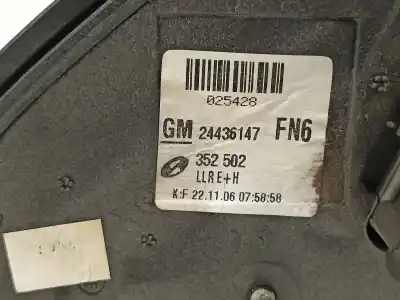 025428
GM 24436147 FN6
352 502
LLRE+H
K:F 22.11.06 07:58:58